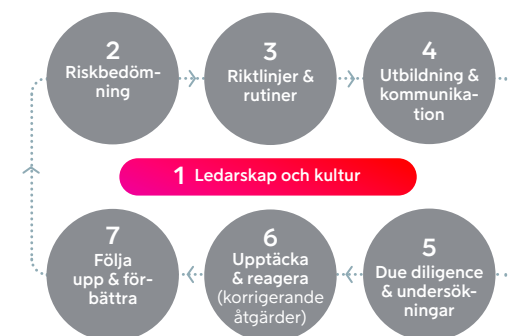 2
Riskbedöm-
ning
3
Riktlinjer &
rutiner
4
Utbildning &
kommunika-
tion
1 Ledarskap och kultur
7
Följa
upp & för-
bättra
6
Upptäcka
& reagera
(korrigerande
åtgärder)
5
Due diligence
& undersök-
ningar